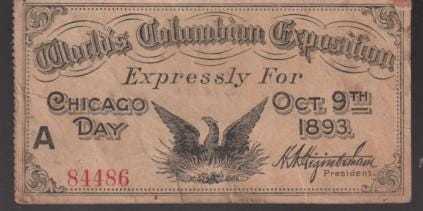 World's Columbian Exposition
Expressly For
CHICAGO DAY
OCT. 9TH 1893.
A
84486
H.N. Higinbotham
President.